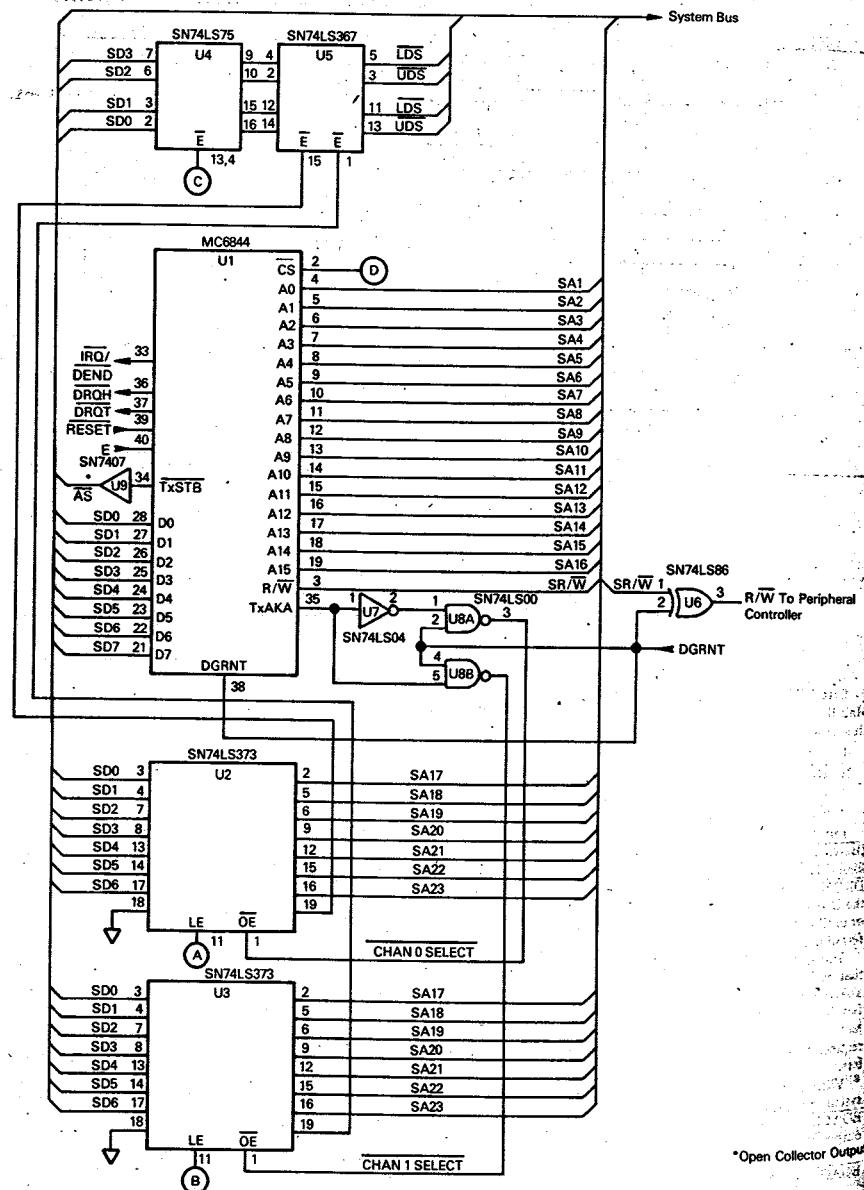 System Bus
SN74LS75
U4
SD3 7
SD2 6
SD1 3
SD0 2
9
10
15
16
E
13,4
C
SN74LS367
U5
4
2
12
14
5 LDS
3 UDS
11 LDS
13 UDS
E E
15 1
MC6844
U1
CS 2 D
A0 4 SA1
A1 5 SA2
A2 6 SA3
A3 7 SA4
A4 8 SA5
A5 9 SA6
A6 10 SA7
A7 11 SA8
A8 12 SA9
A9 13 SA10
A10 14 SA11
A11 15 SA12
A12 16 SA13
A13 17 SA14
A14 18 SA15
A15 19 SA16
R/W 3 SR/W
TxAKA 35
IRQ/ 33
DEND
DRQH 36
DRQT 37
RESET 39
E 40
SN7407
* U9 34 TxSTB
AS
SD0 28 D0
SD1 27 D1
SD2 26 D2
SD3 25 D3
SD4 24 D4
SD5 23 D5
SD6 22 D6
SD7 21 D7
DGRNT
38
1 U7 2
SN74LS04
SN74LS00
1 U8A 3
2
4 U8B
5
SN74LS86
SR/W 1
2
U6
3 R/W To Peripheral
Controller
DGRNT
SN74LS373
U2
SD0 3
SD1 4
SD2 7
SD3 8
SD4 13
SD5 14
SD6 17
18
2 SA17
5 SA18
6 SA19
9 SA20
12 SA21
15 SA22
16 SA23
19
LE OE
11 1
A
CHAN 0 SELECT
SN74LS373
U3
SD0 3
SD1 4
SD2 7
SD3 8
SD4 13
SD5 14
SD6 17
18
2 SA17
5 SA18
6 SA19
9 SA20
12 SA21
15 SA22
16 SA23
19
LE OE
11 1
B
CHAN 1 SELECT
*Open Collector Output